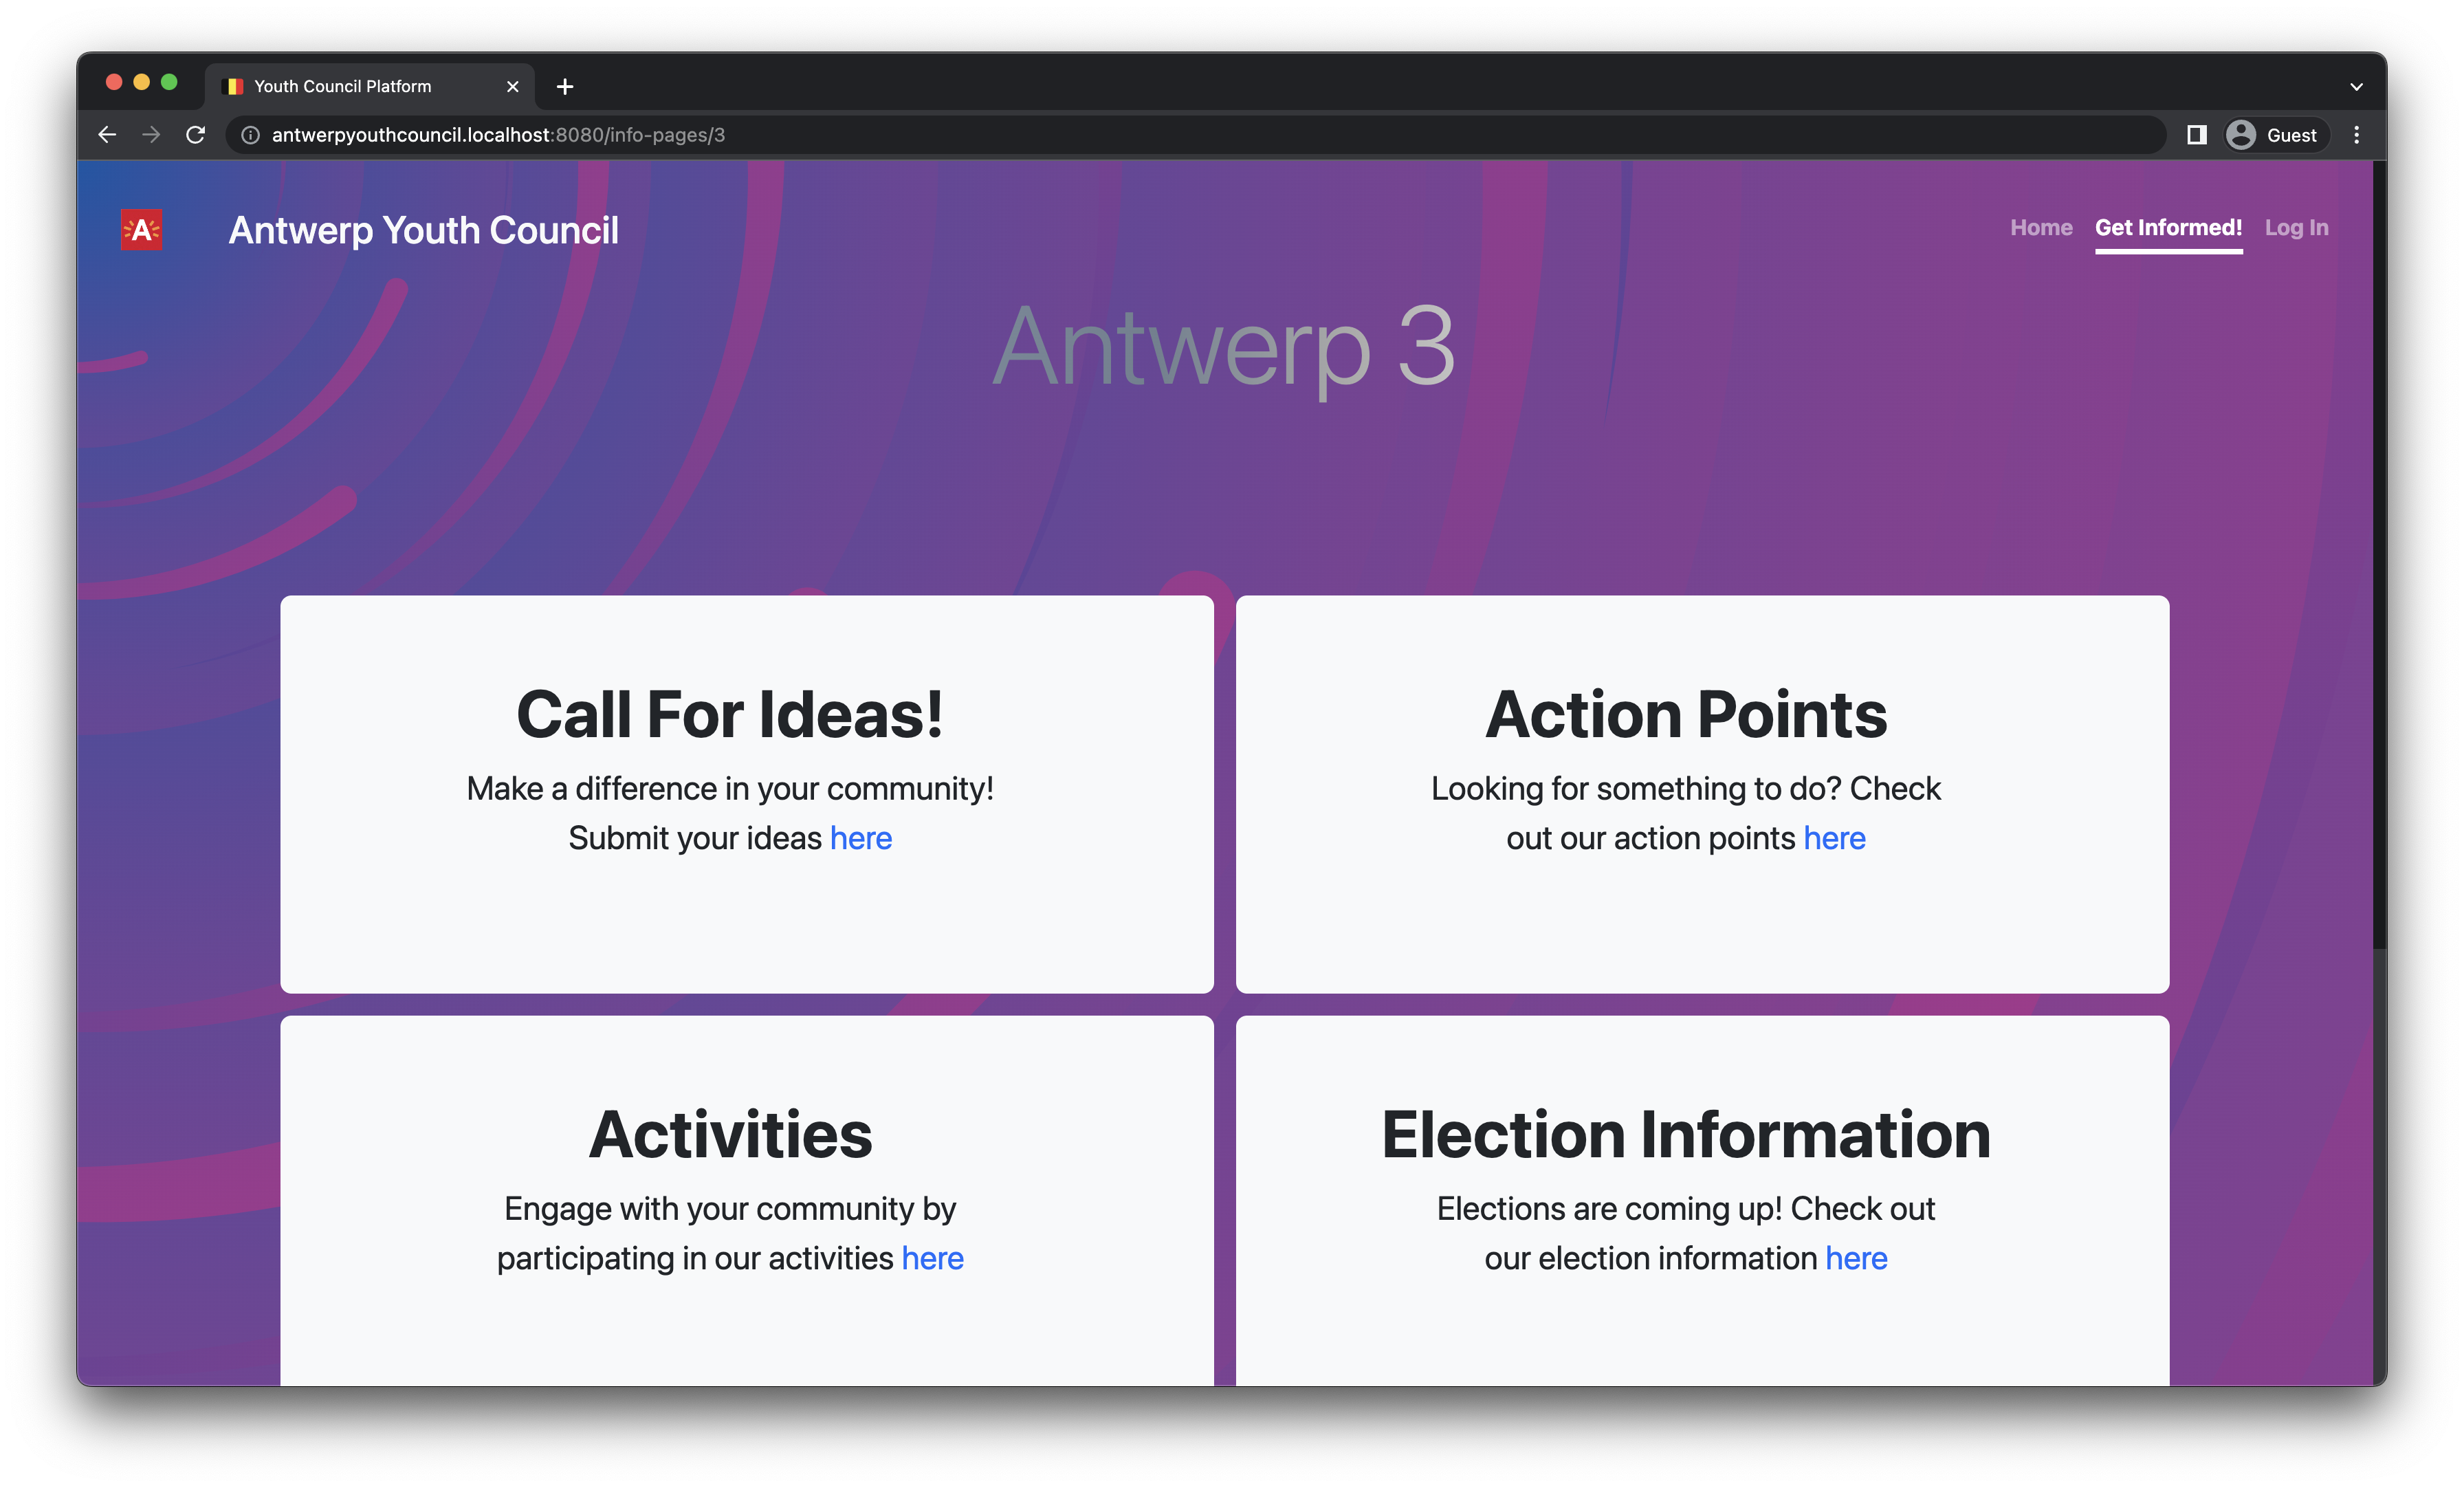 Youth Council Platform
antwerpyouthcouncil.localhost:8080/info-pages/3
Guest
A
Antwerp Youth Council
Home
Get Informed!
Log In
Antwerp 3
Call For Ideas!
Make a difference in your community!
Submit your ideas here
Action Points
Looking for something to do? Check
out our action points here
Activities
Engage with your community by
participating in our activities here
Election Information
Elections are coming up! Check out
our election information here